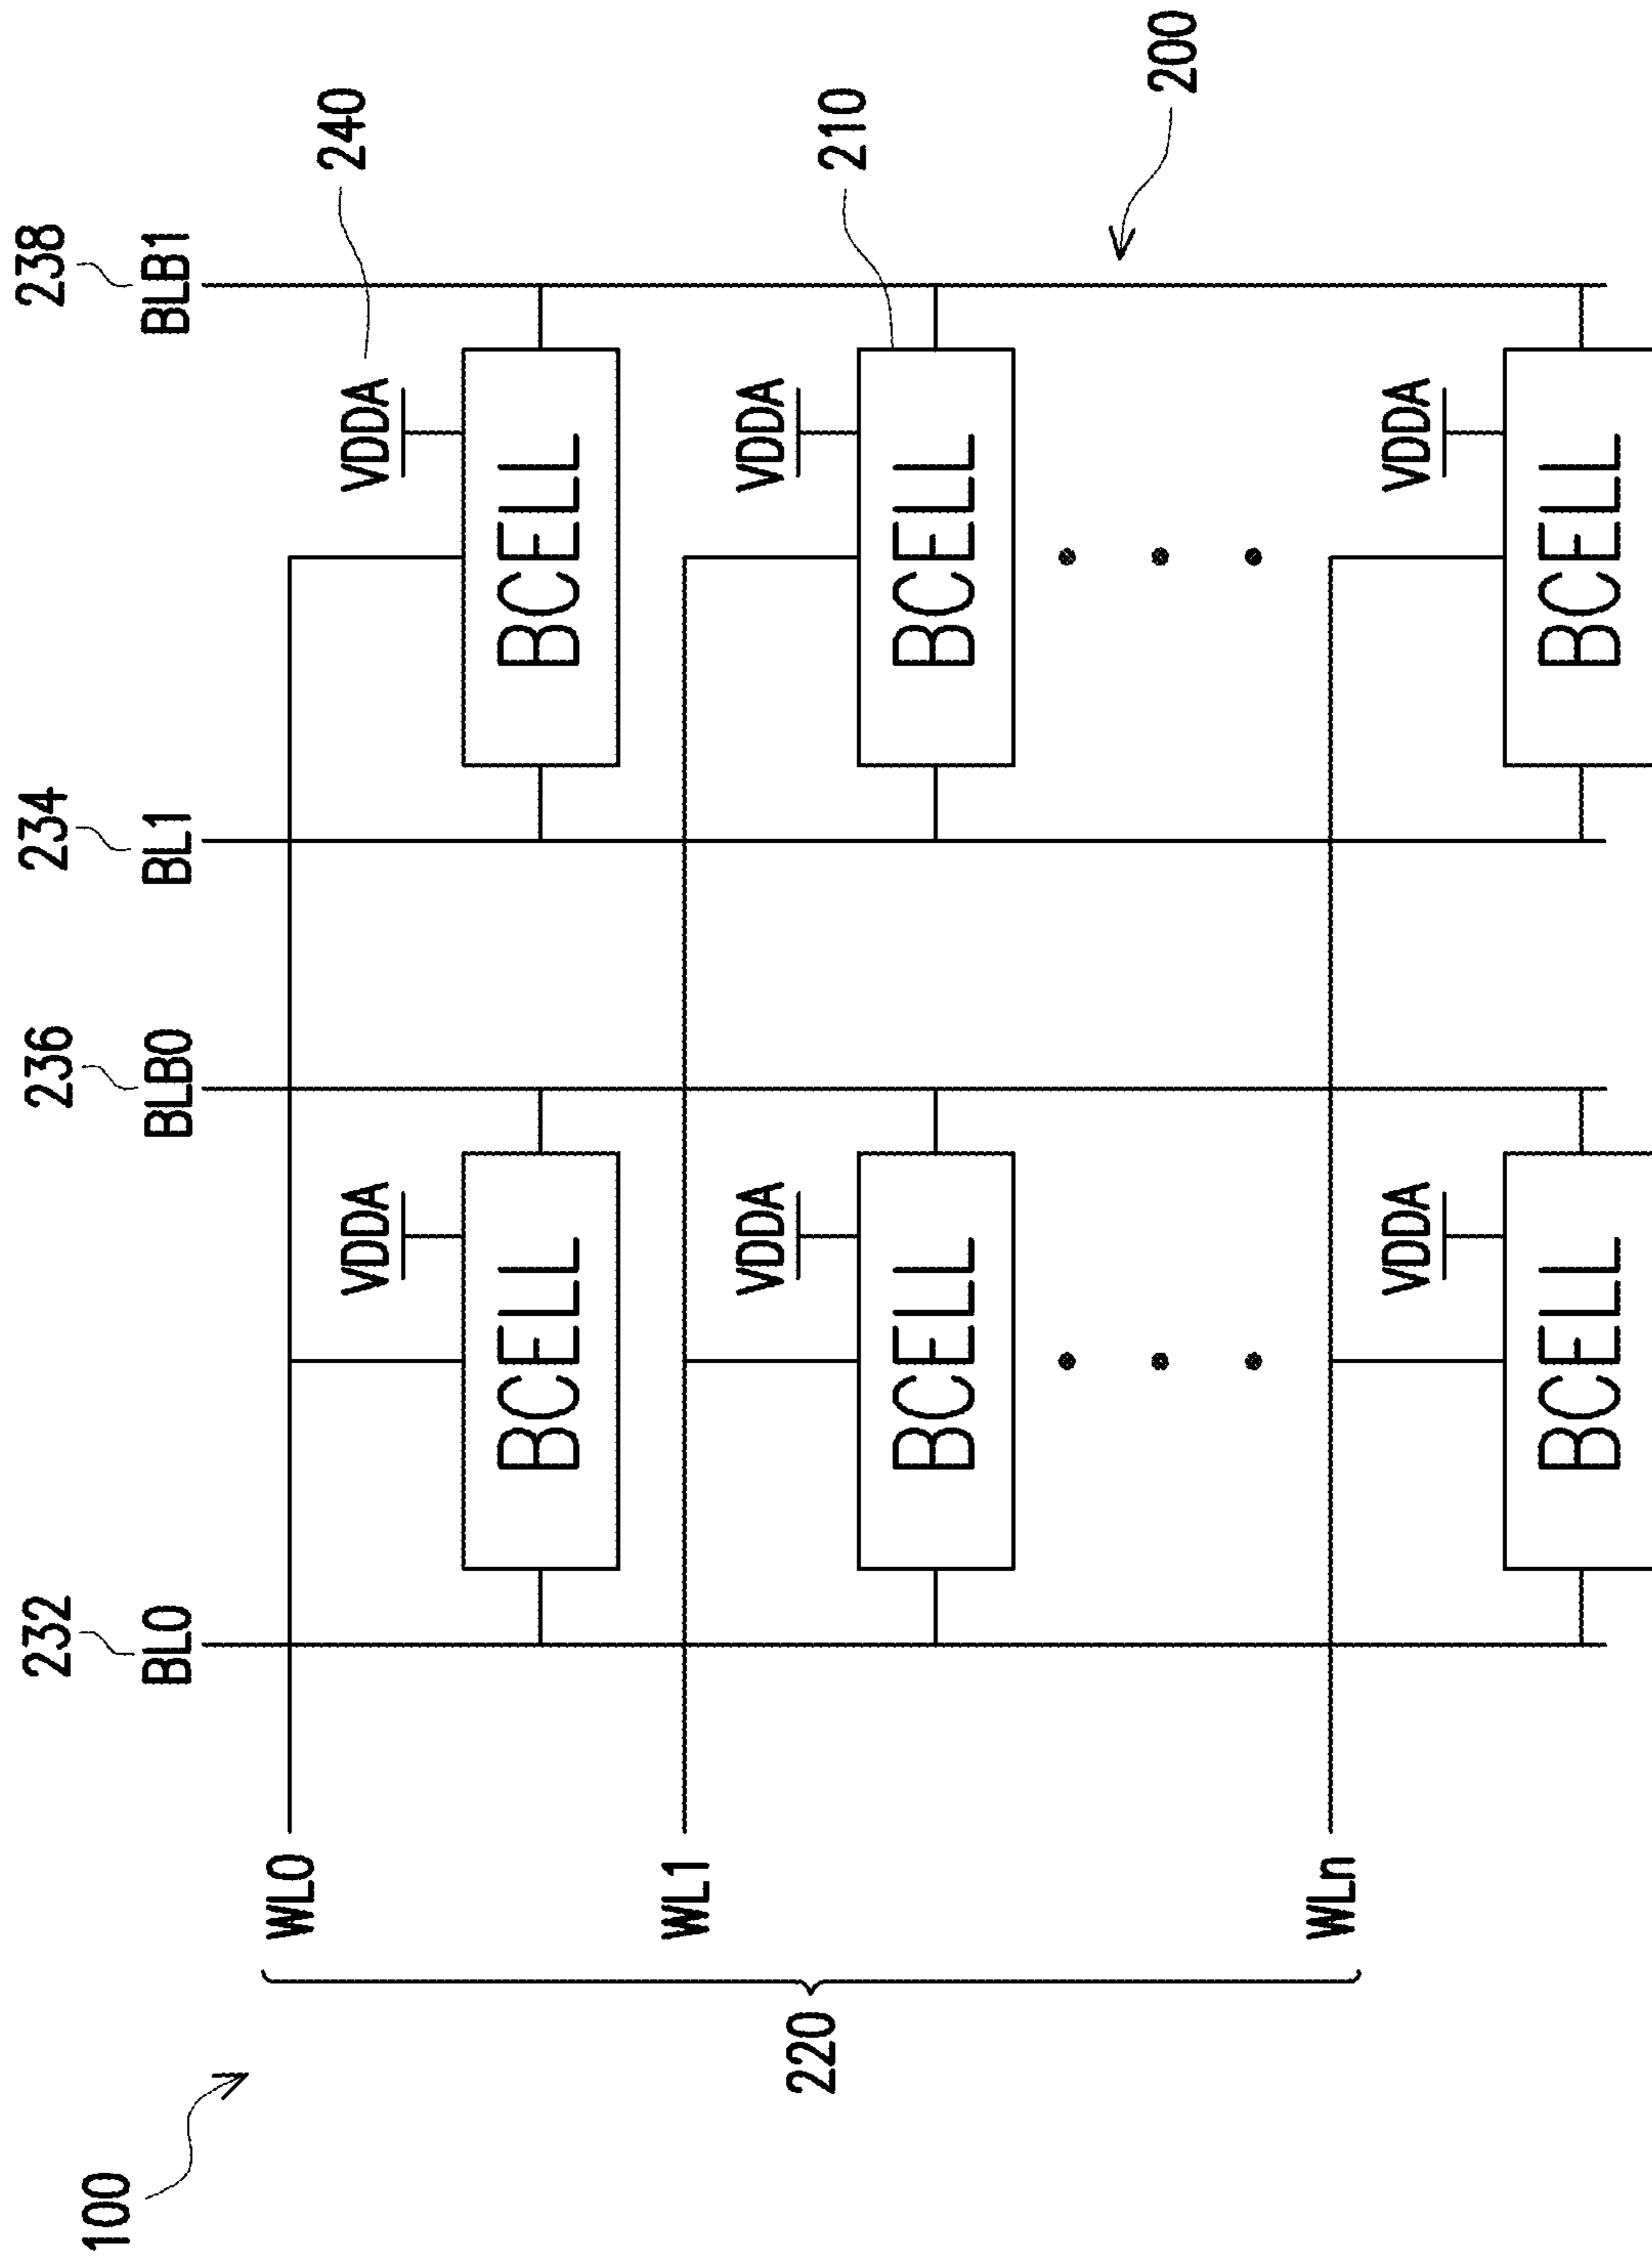 232 236 234 238
100
BL0 BLB0 BL1 BLB1
WL0
VDDA VDDA 240
BCELL BCELL
WL1
VDDA VDDA
220 210
BCELL BCELL
200
WLn
VDDA VDDA
BCELL BCELL